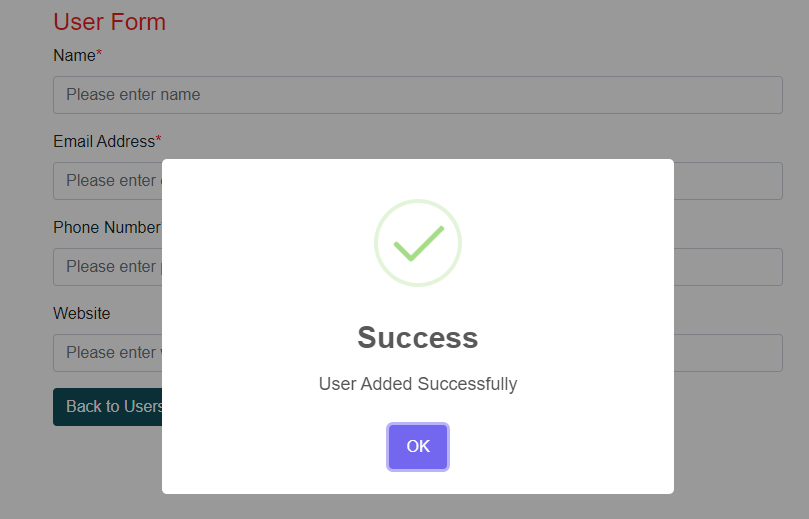 User Form
Name*
Please enter name
Email Address*
Please enter
Phone Number
Please enter
Website
Please enter
Back to Users
Success
User Added Successfully
OK